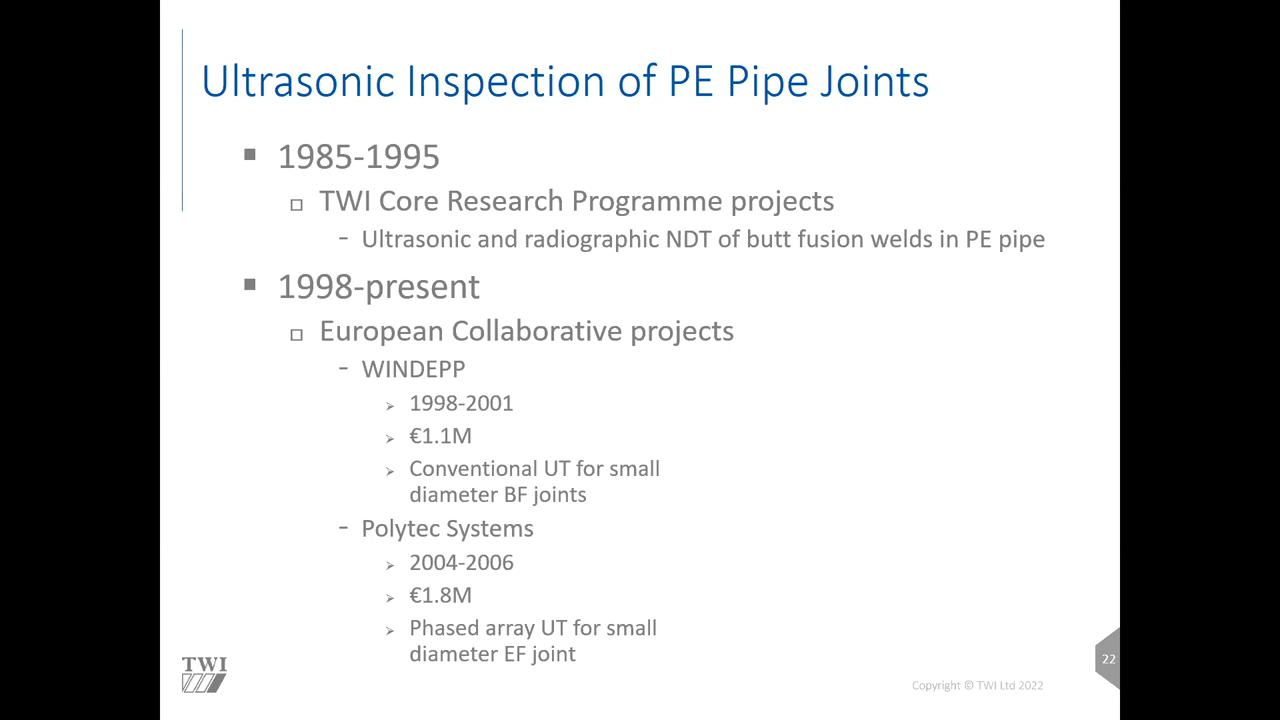 Ultrasonic Inspection of PE Pipe Joints
1985-1995
TWI Core Research Programme projects
- Ultrasonic and radiographic NDT of butt fusion welds in PE pipe
1998-present
European Collaborative projects
- WINDEPP
1998-2001
€1.1M
Conventional UT for small
diameter BF joints
- Polytec Systems
2004-2006
€1.8M
Phased array UT for small
diameter EF joint
TWI
Copyright © TWI Ltd 2022
22